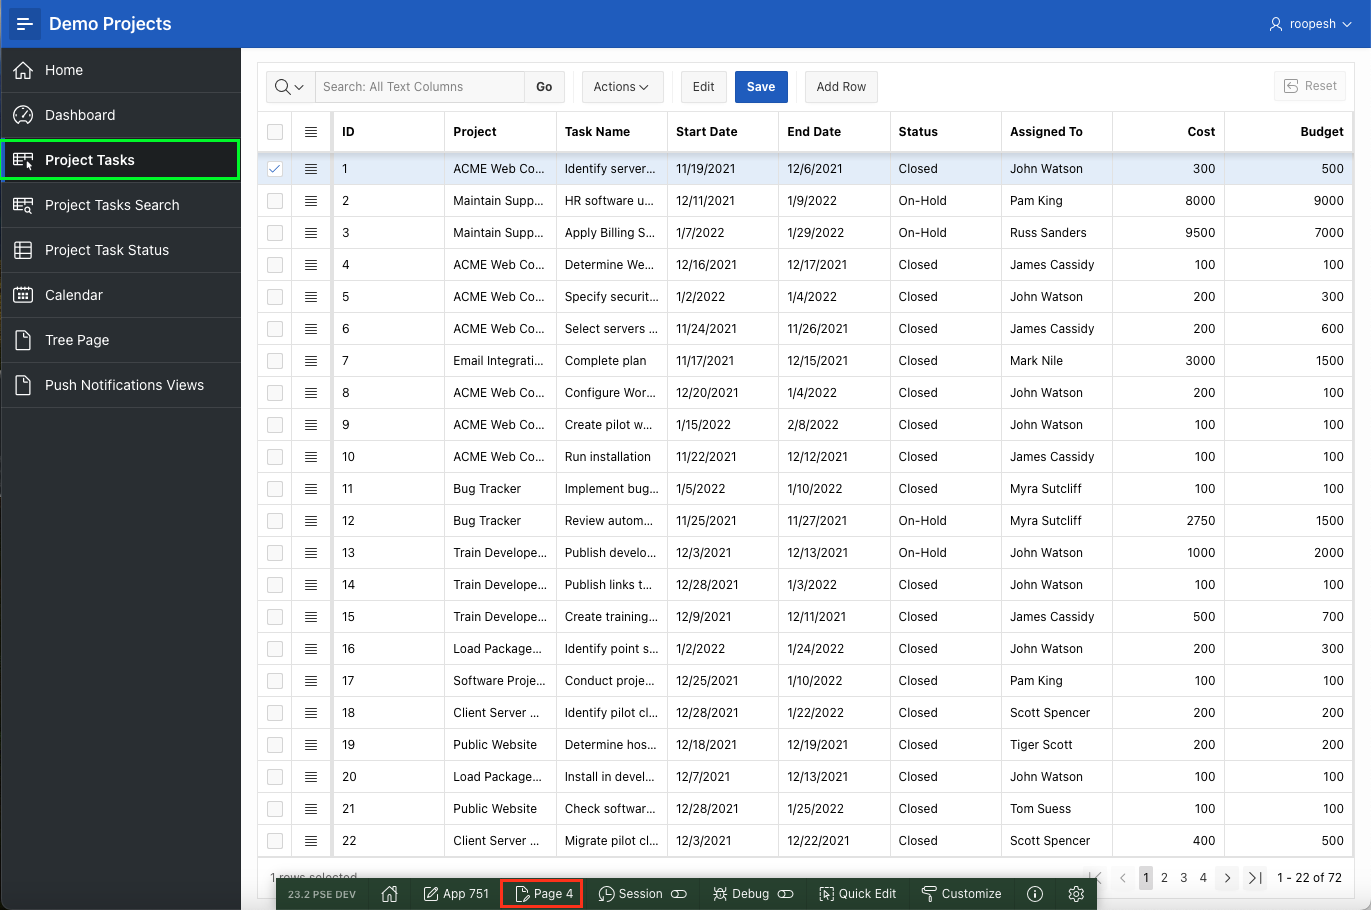 Demo Projects
roopesh
Home
Dashboard
Project Tasks
Project Tasks Search
Project Task Status
Calendar
Tree Page
Push Notifications Views
Search: All Text Columns Go Actions Edit Save Add Row Reset
ID Project Task Name Start Date End Date Status Assigned To Cost Budget
1 ACME Web Co... Identify server... 11/19/2021 12/6/2021 Closed John Watson 300 500
2 Maintain Supp... HR software u... 12/11/2021 1/9/2022 On-Hold Pam King 8000 9000
3 Maintain Supp... Apply Billing S... 1/7/2022 1/29/2022 On-Hold Russ Sanders 9500 7000
4 ACME Web Co... Determine We... 12/16/2021 12/17/2021 Closed James Cassidy 100 100
5 ACME Web Co... Specify securit... 1/2/2022 1/4/2022 Closed John Watson 200 300
6 ACME Web Co... Select servers ... 11/24/2021 11/26/2021 Closed James Cassidy 200 600
7 Email Integrati... Complete plan 11/17/2021 12/15/2021 Closed Mark Nile 3000 1500
8 ACME Web Co... Configure Wor... 12/20/2021 1/4/2022 Closed John Watson 200 100
9 ACME Web Co... Create pilot w... 1/15/2022 2/8/2022 Closed John Watson 100 100
10 ACME Web Co... Run installation 11/22/2021 12/12/2021 Closed James Cassidy 100 100
11 Bug Tracker Implement bug... 1/5/2022 1/10/2022 Closed Myra Sutcliff 100 100
12 Bug Tracker Review autom... 11/25/2021 11/27/2021 On-Hold Myra Sutcliff 2750 1500
13 Train Develope... Publish develo... 12/3/2021 12/13/2021 On-Hold John Watson 1000 2000
14 Train Develope... Publish links t... 12/28/2021 1/3/2022 Closed John Watson 100 100
15 Train Develope... Create training... 12/9/2021 12/11/2021 Closed James Cassidy 500 700
16 Load Package... Identify point s... 1/2/2022 1/24/2022 Closed John Watson 200 300
17 Software Proje... Conduct proje... 12/25/2021 1/10/2022 Closed Pam King 100 100
18 Client Server ... Identify pilot cl... 12/28/2021 1/22/2022 Closed Scott Spencer 200 200
19 Public Website Determine hos... 12/18/2021 12/19/2021 Closed Tiger Scott 200 200
20 Load Package... Install in devel... 12/7/2021 12/13/2021 Closed John Watson 100 100
21 Public Website Check softwar... 12/28/2021 1/25/2022 Closed Tom Suess 100 100
22 Client Server ... Migrate pilot cl... 12/3/2021 12/22/2021 Closed Scott Spencer 400 500
1 rows selected 1 2 3 4 1 - 22 of 72
23.2 PSE DEV App 751 Page 4 Session Debug Quick Edit Customize